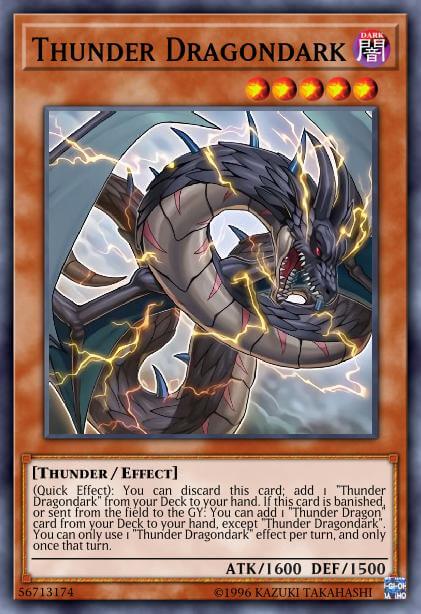 THUNDER DRAGONDARK
DARK
闇
[THUNDER / EFFECT]
(Quick Effect): You can discard this card; add 1 "Thunder
Dragondark" from your Deck to your hand. If this card is banished,
or sent from the field to the GY: You can add 1 "Thunder Dragon"
card from your Deck to your hand, except "Thunder Dragondark".
You can only use 1 "Thunder Dragondark" effect per turn, and only
once that turn.
ATK/1600 DEF/1500
56713174
©1996 KAZUKI TAKAHASHI